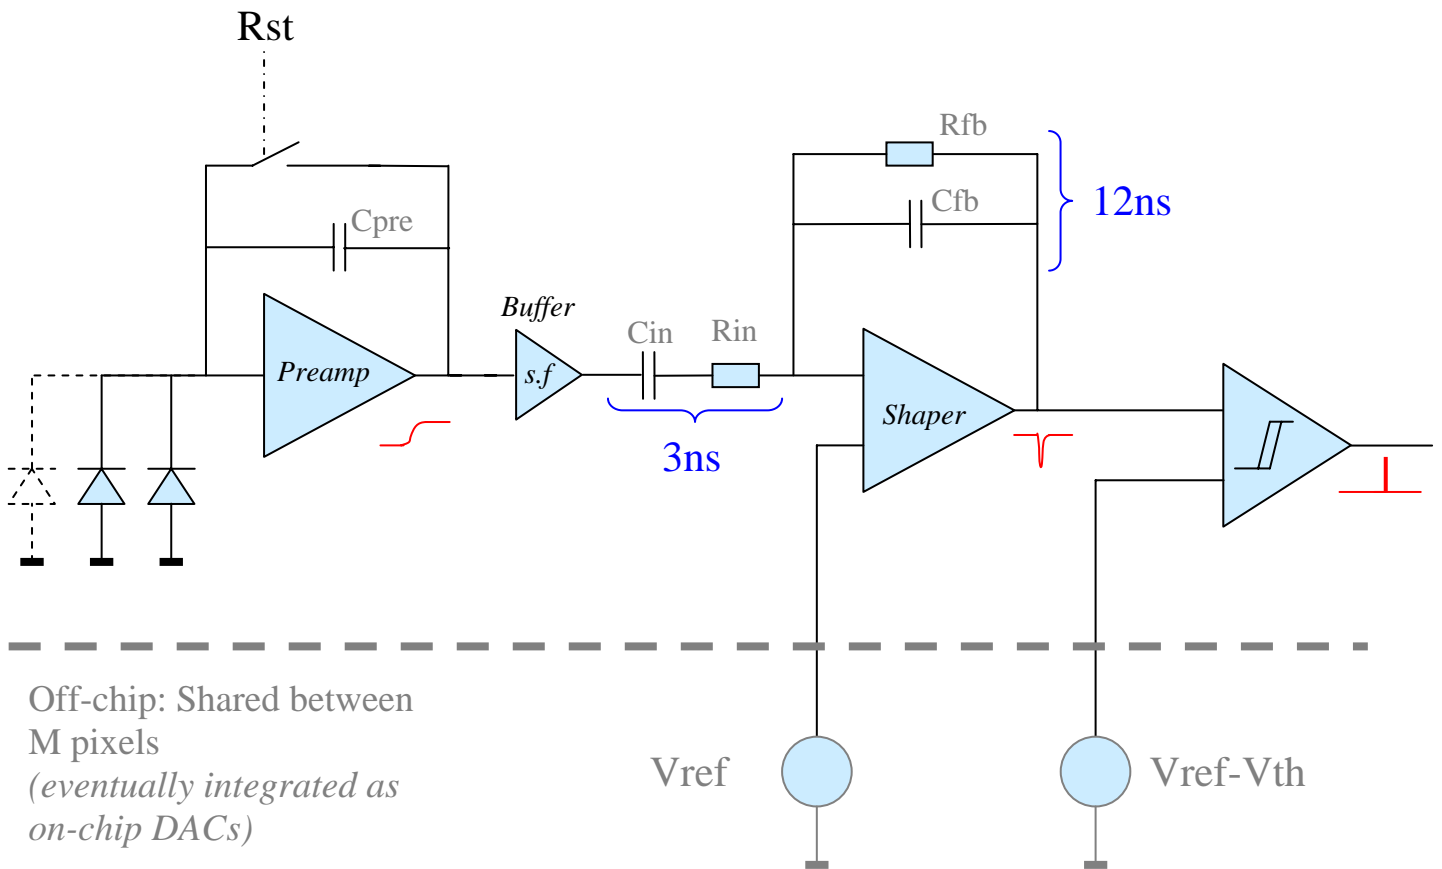 Rst
Rfb
Cpre
Cfb
12ns
Buffer
Cin
Rin
Preamp
s.f
Shaper
3ns
Off-chip: Shared between
M pixels
(eventually integrated as
on-chip DACs)
Vref
Vref-Vth